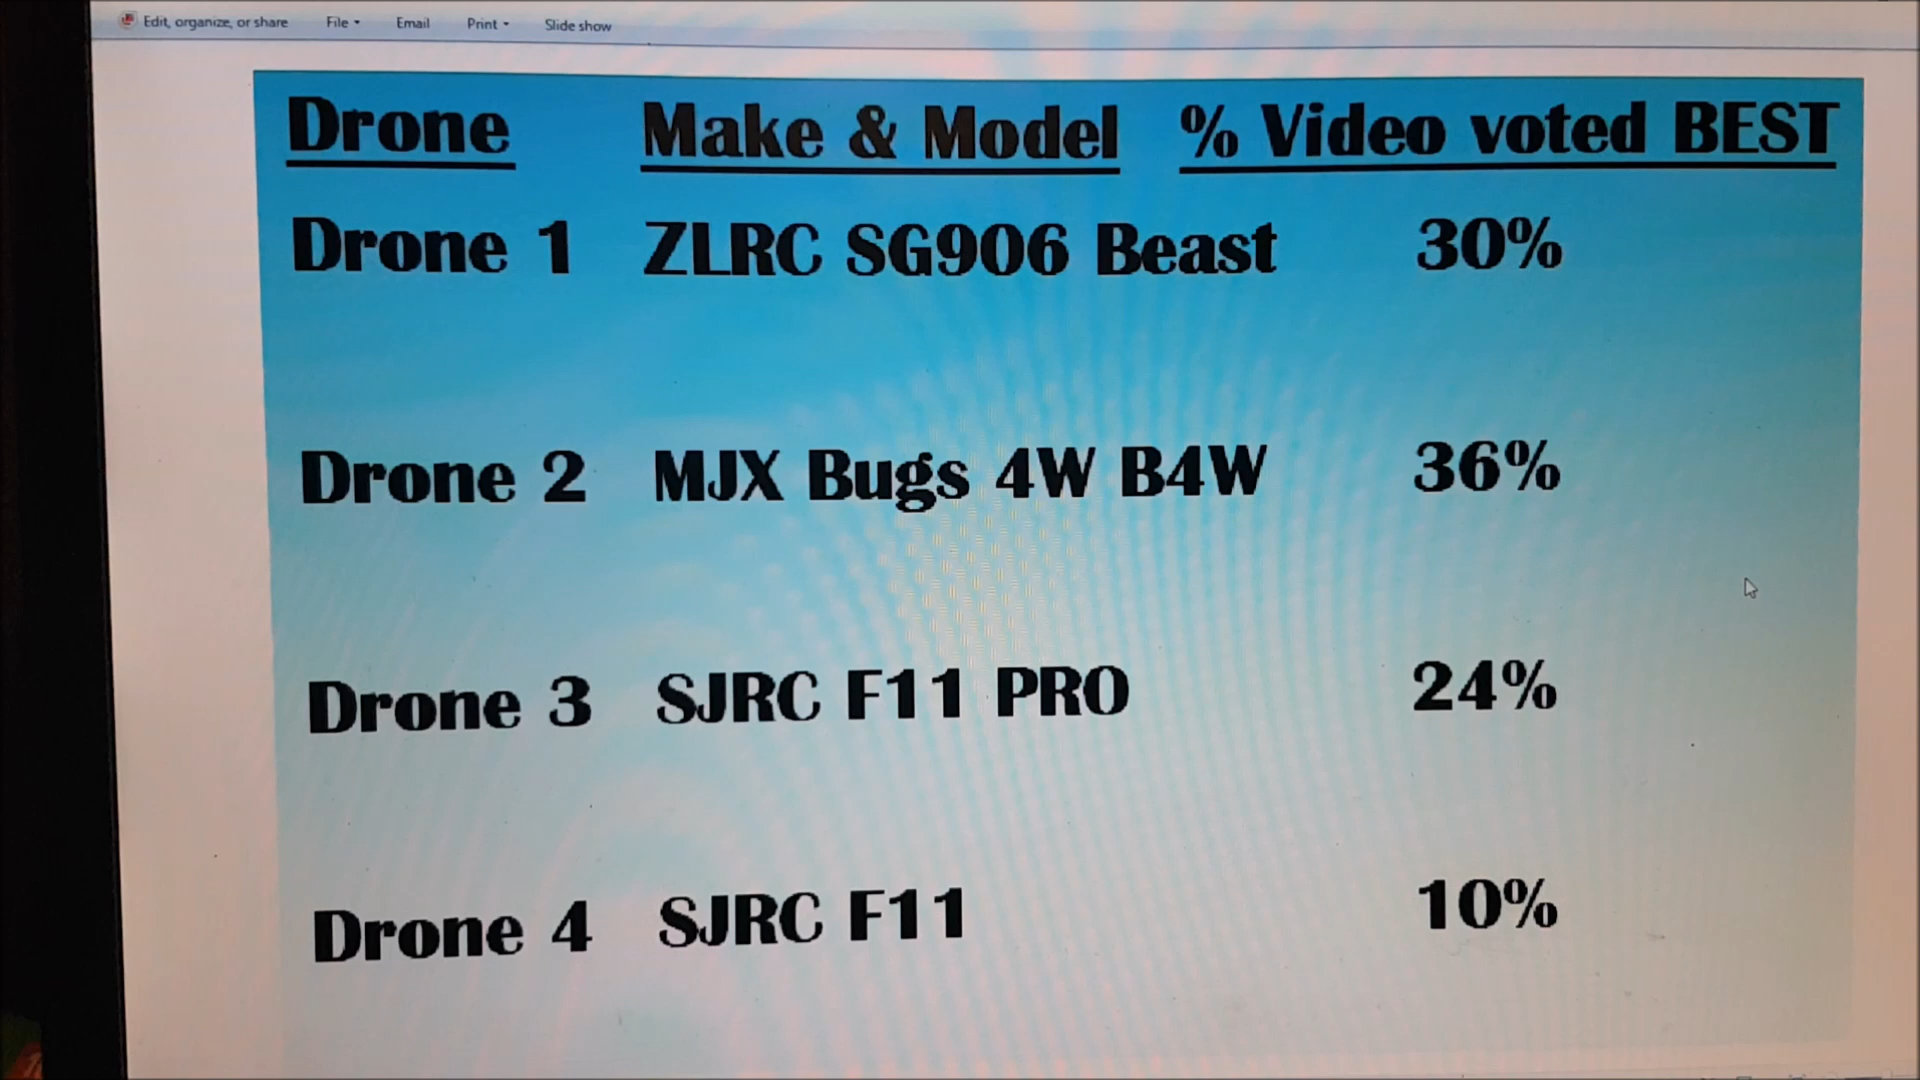 Edit, organize, or share File Email Print Slide show
Drone Make & Model % Video voted BEST
Drone 1 ZLRC SG906 Beast 30%
Drone 2 MJX Bugs 4W B4W 36%
Drone 3 SJRC F11 PRO 24%
Drone 4 SJRC F11 10%